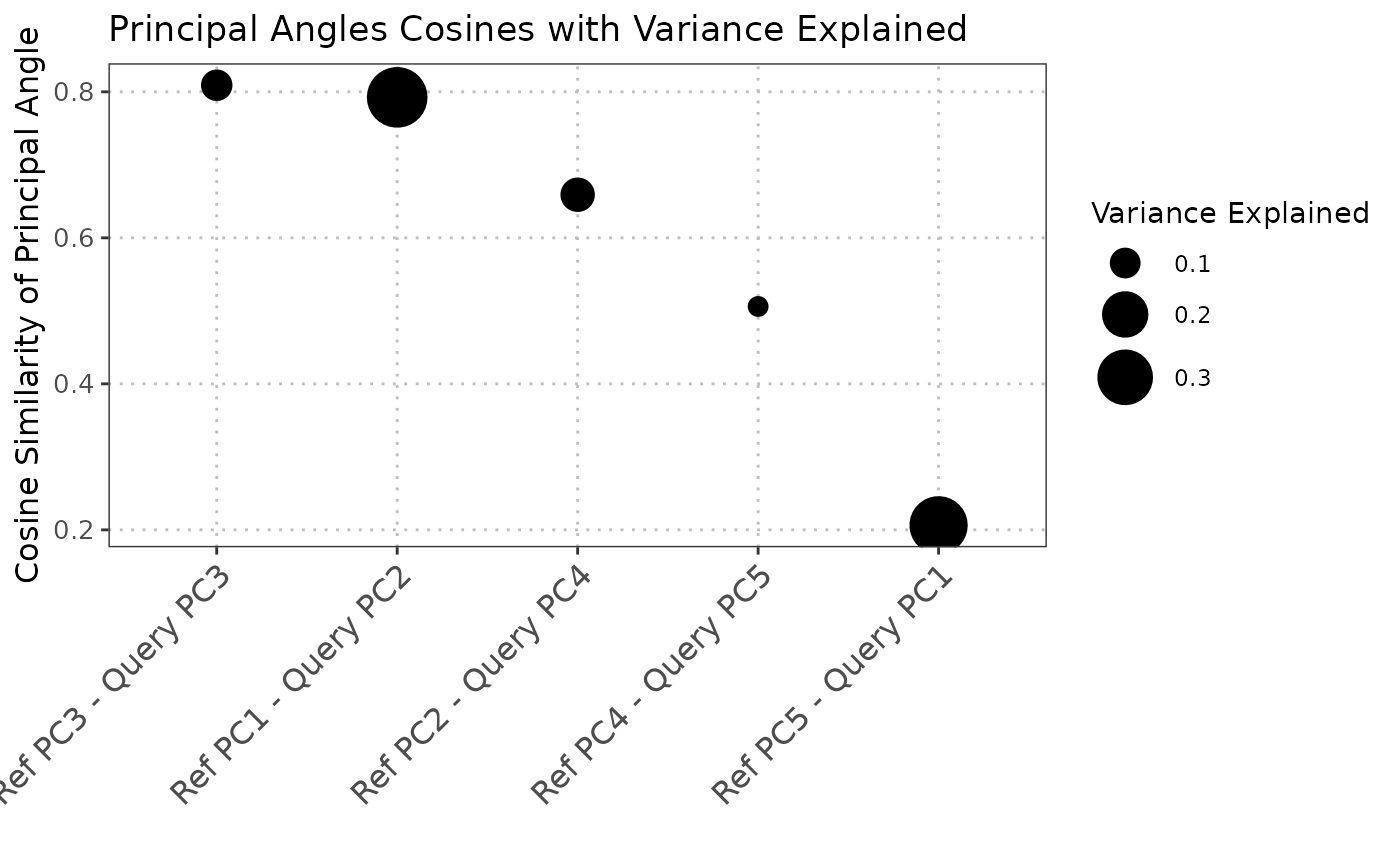 Principal Angles Cosines with Variance Explained
Cosine Similarity of Principal Angle
0.8
0.6
0.4
0.2
Ref PC3 - Query PC3
Ref PC1 - Query PC2
Ref PC2 - Query PC4
Ref PC4 - Query PC5
Ref PC5 - Query PC1
Variance Explained
0.1
0.2
0.3